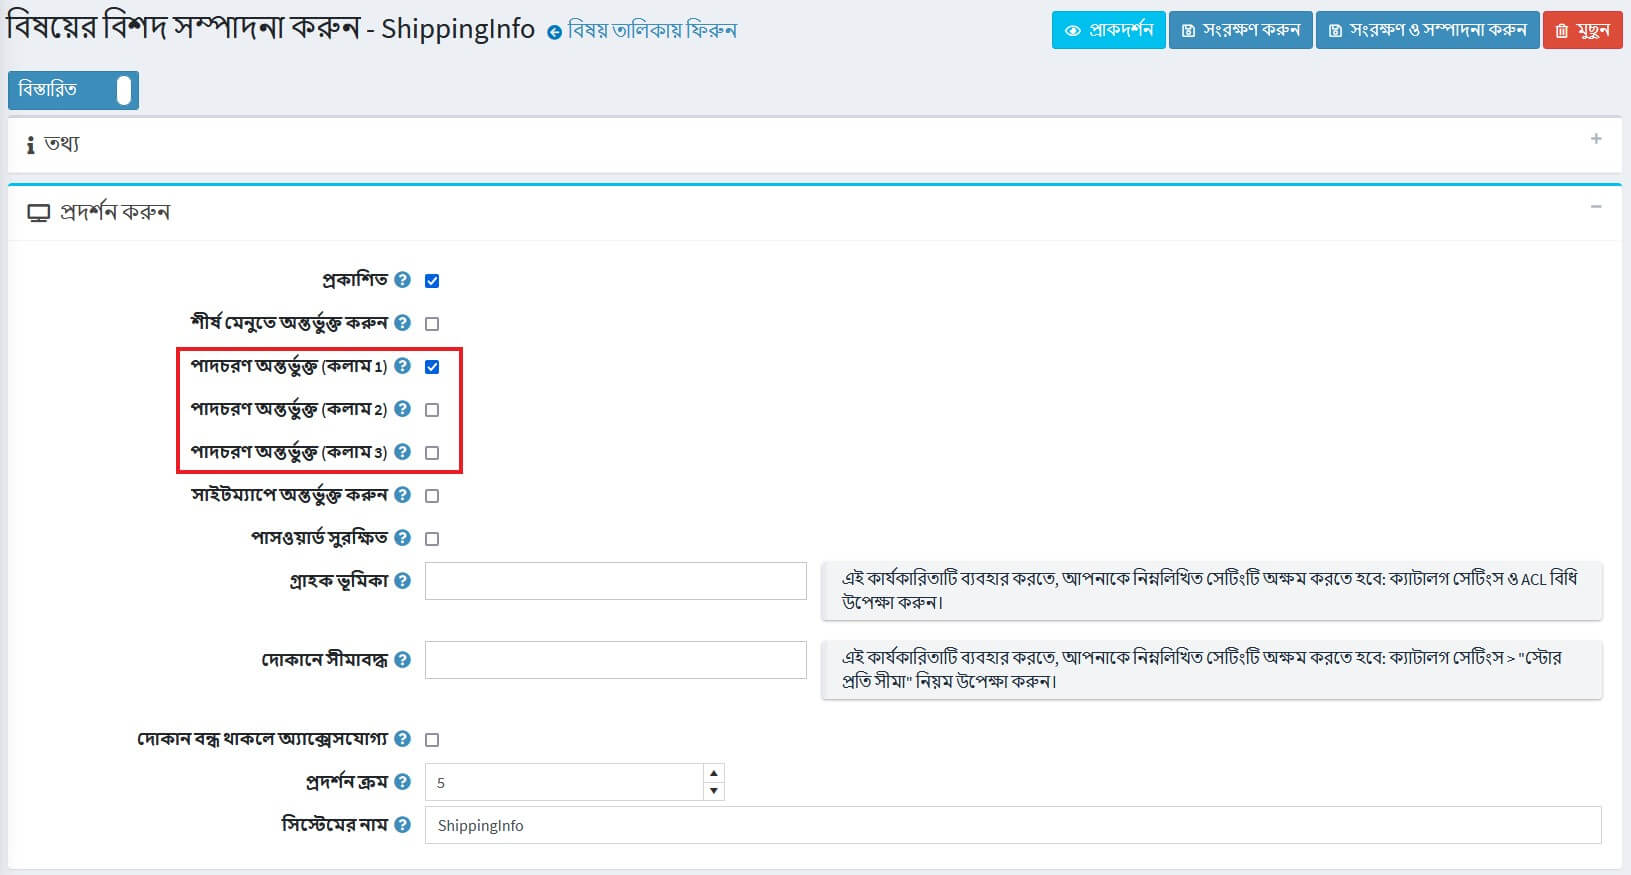 বিষয়ের বিশদ সম্পাদনা করুন - ShippingInfo বিষয় তালিকায় ফিরুন
প্রাকদর্শন সংরক্ষণ করুন সংরক্ষণ ও সম্পাদনা করুন মুছুন
বিস্তারিত
তথ্য
প্রদর্শন করুন
প্রকাশিত
শীর্ষ মেনুতে অন্তর্ভুক্ত করুন
পাদচরণ অন্তর্ভুক্ত (কলাম 1)
পাদচরণ অন্তর্ভুক্ত (কলাম 2)
পাদচরণ অন্তর্ভুক্ত (কলাম 3)
সাইটম্যাপে অন্তর্ভুক্ত করুন
পাসওয়ার্ড সুরক্ষিত
গ্রাহক ভূমিকা
এই কার্যকারিতাটি ব্যবহার করতে, আপনাকে নিম্নলিখিত সেটিংটি অক্ষম করতে হবে: ক্যাটালগ সেটিংস ও ACL বিধি
উপেক্ষা করুন।
দোকানে সীমাবদ্ধ
এই কার্যকারিতাটি ব্যবহার করতে, আপনাকে নিম্নলিখিত সেটিংটি অক্ষম করতে হবে: ক্যাটালগ সেটিংস > "স্টোর
প্রতি সীমা" নিয়ম উপেক্ষা করুন।
দোকান বন্ধ থাকলে অ্যাক্সেসযোগ্য
প্রদর্শন ক্রম 5
সিস্টেমের নাম ShippingInfo